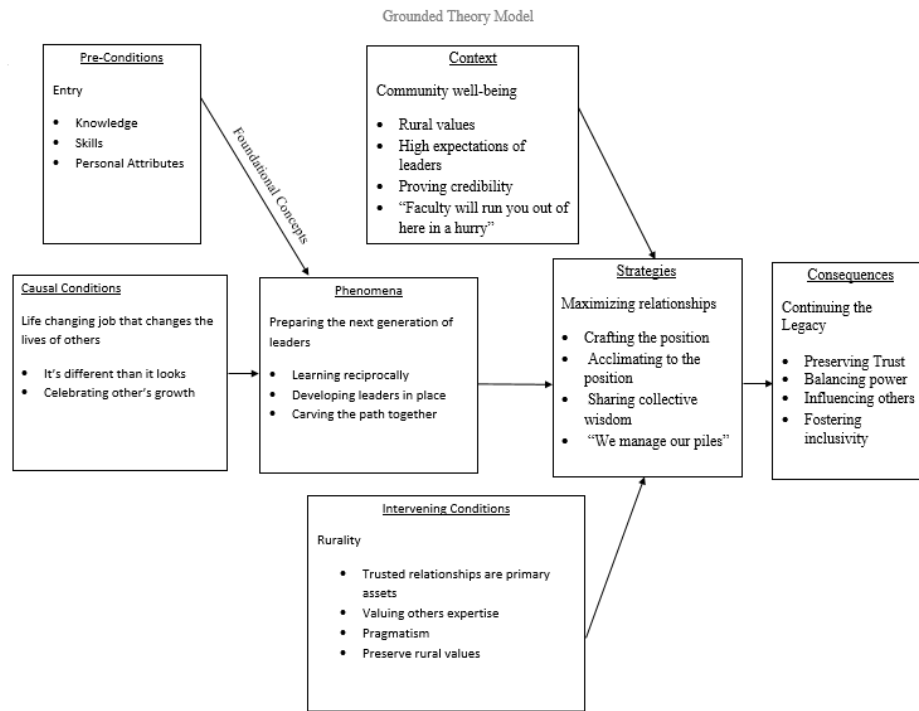 Grounded Theory Model
Pre-Conditions
Entry
• Knowledge
• Skills
• Personal Attributes
Foundational Concepts
Context
Community well-being
• Rural values
• High expectations of
leaders
• Proving credibility
• “Faculty will run you out of
here in a hurry”
Causal Conditions
Life changing job that changes the
lives of others
• It’s different than it looks
• Celebrating other’s growth
Phenomena
Preparing the next generation of
leaders
• Learning reciprocally
• Developing leaders in place
• Carving the path together
Strategies
Maximizing relationships
• Crafting the position
• Acclimating to the
position
• Sharing collective
wisdom
• “We manage our piles”
Consequences
Continuing the
Legacy
• Preserving Trust
• Balancing power
• Influencing others
• Fostering
inclusivity
Intervening Conditions
Rurality
• Trusted relationships are primary
assets
• Valuing others expertise
• Pragmatism
• Preserve rural values